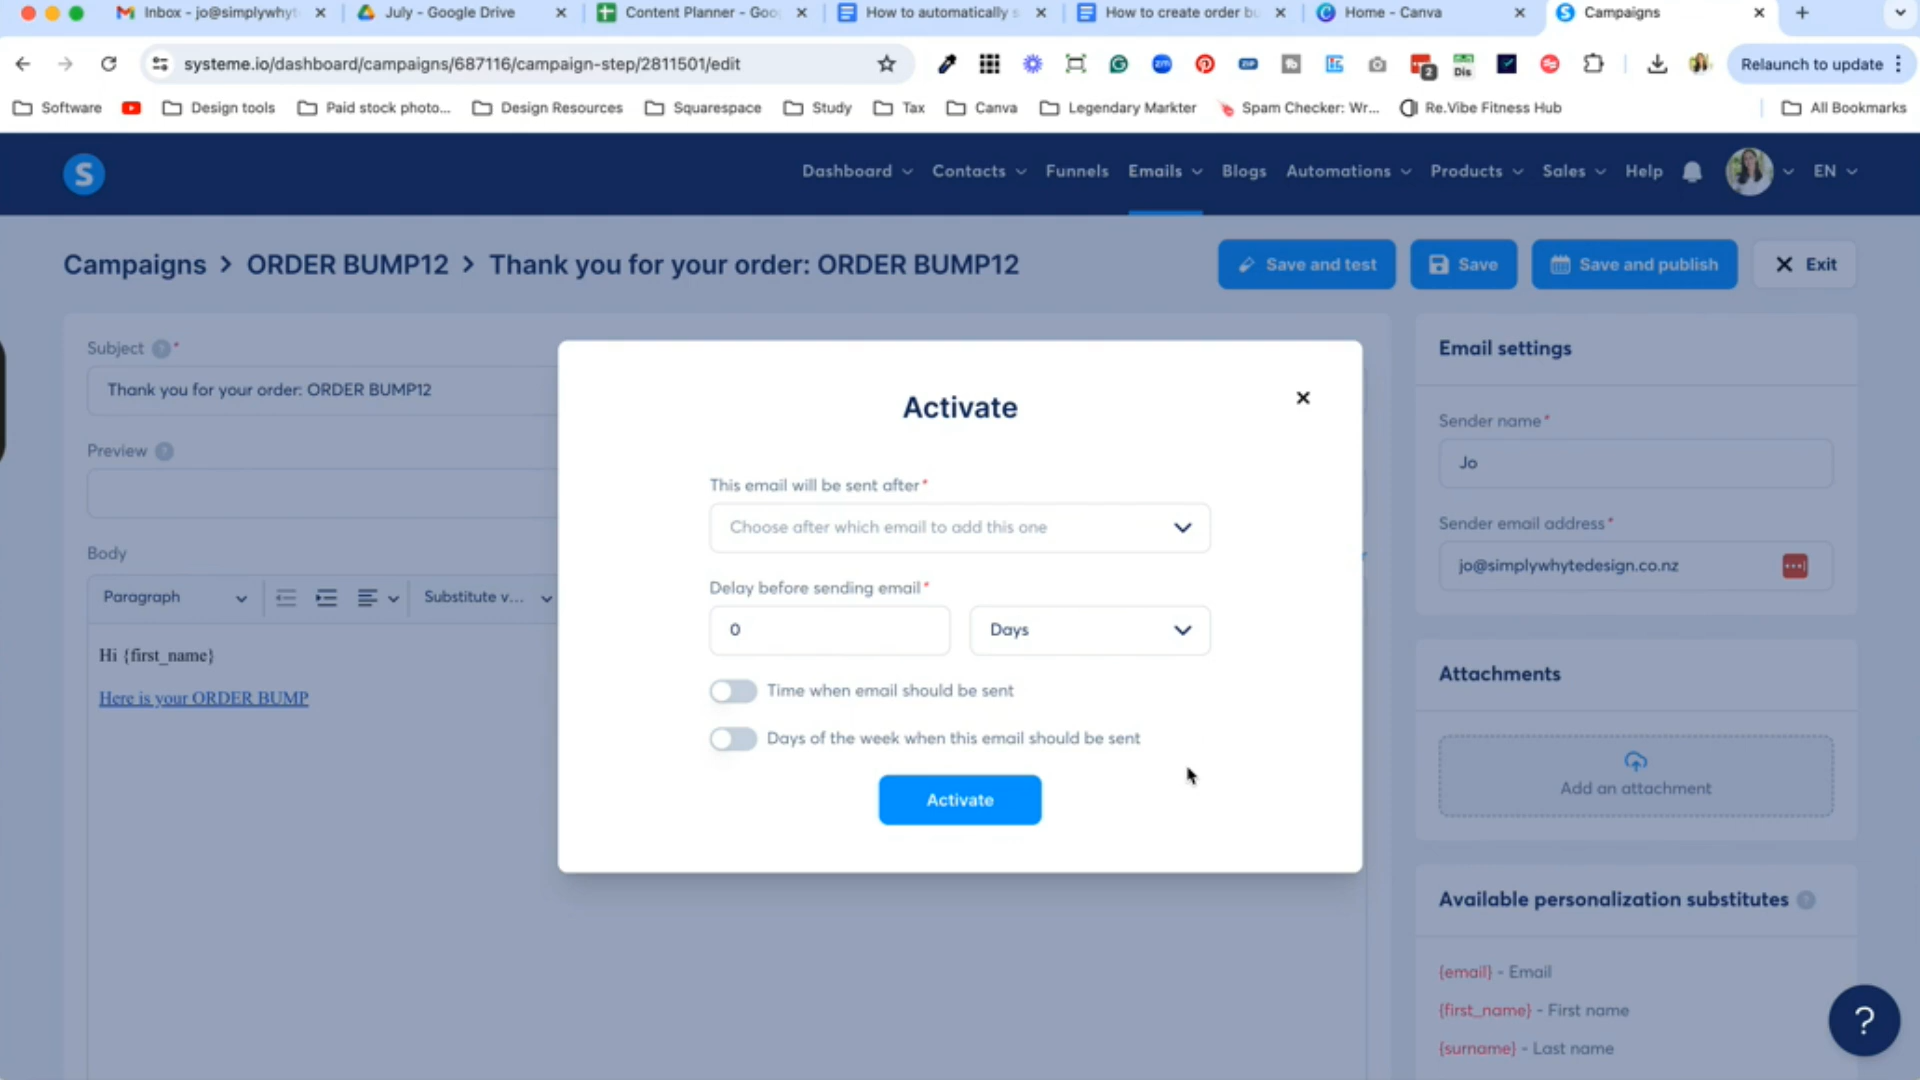 Inbox - jo@simplywhyt
July - Google Drive
Content Planner - Goo
How to automatically s
How to create order bu
Home - Canva
Campaigns
systeme.io/dashboard/campaigns/687116/campaign-step/2811501/edit
2
Dis
Relaunch to update
Software
Design tools
Paid stock photo...
Design Resources
Squarespace
Study
Tax
Canva
Legendary Markter
Spam Checker: Wr...
Re.Vibe Fitness Hub
All Bookmarks
S
Dashboard
Contacts
Funnels
Emails
Blogs
Automations
Products
Sales
Help
EN
Campaigns > ORDER BUMP12 > Thank you for your order: ORDER BUMP12
Save and test
Save
Save and publish
Exit
Subject ? *
Thank you for your order: ORDER BUMP12
Preview ?
Body
Paragraph
Substitute v...
Hi {first_name}
Here is your ORDER BUMP
Activate
This email will be sent after *
Choose after which email to add this one
Delay before sending email *
0
Days
Time when email should be sent
Days of the week when this email should be sent
Activate
Email settings
Sender name *
Jo
Sender email address *
jo@simplywhytedesign.co.nz
Attachments
Add an attachment
Available personalization substitutes ?
{email} - Email
{first_name} - First name
{surname} - Last name
?